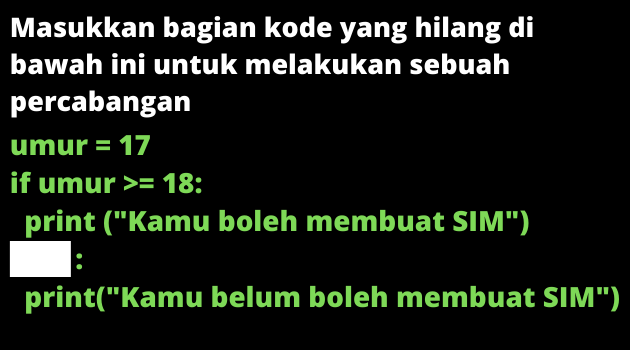 Masukkan bagian kode yang hilang di
bawah ini untuk melakukan sebuah
percabangan
umur = 17
if umur >= 18:
print ("Kamu boleh membuat SIM")
:
print("Kamu belum boleh membuat SIM")